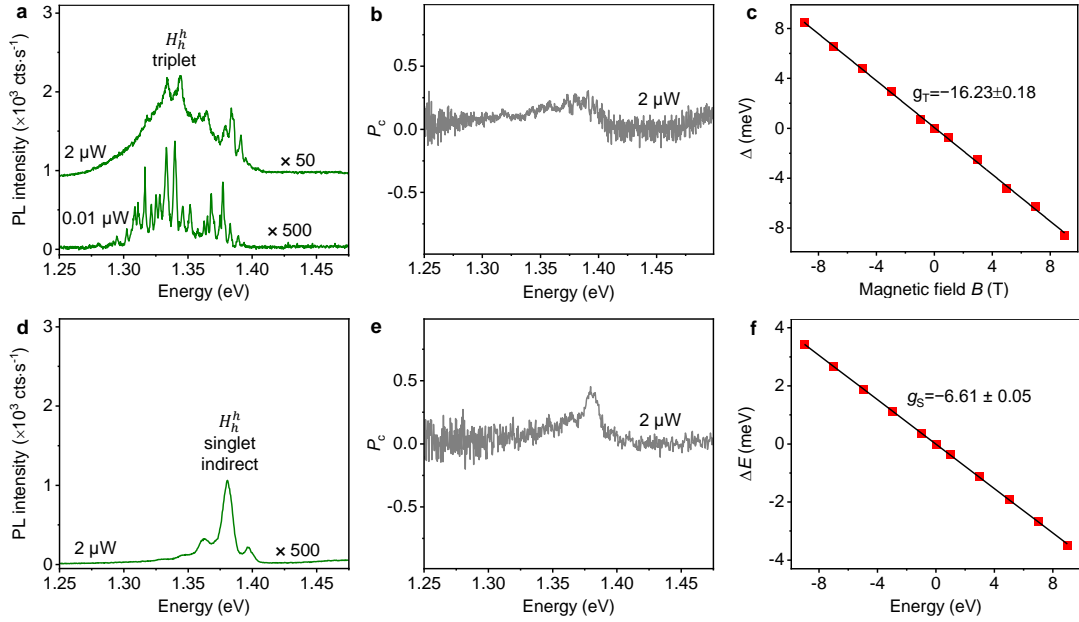 a
PL intensity (×10³ cts·s⁻¹)
3
2
1
0
H_h^h
triplet
2 µW
× 50
0.01 µW
× 500
1.25 1.30 1.35 1.40 1.45
Energy (eV)
b
P_c
0.5
0.0
-0.5
2 µW
1.25 1.30 1.35 1.40 1.45
Energy (eV)
c
Δ (meV)
8
4
0
-4
-8
g_T=−16.23±0.18
-8 -4 0 4 8
Magnetic field B (T)
d
PL intensity (×10³ cts·s⁻¹)
3
2
1
0
H_h^h
singlet
indirect
2 µW
× 500
1.25 1.30 1.35 1.40 1.45
Energy (eV)
e
P_c
0.5
0.0
-0.5
2 µW
1.25 1.30 1.35 1.40 1.45
Energy (eV)
f
ΔE (meV)
4
2
0
-2
-4
g_S=−6.61 ± 0.05
-8 -4 0 4 8
Energy (eV)